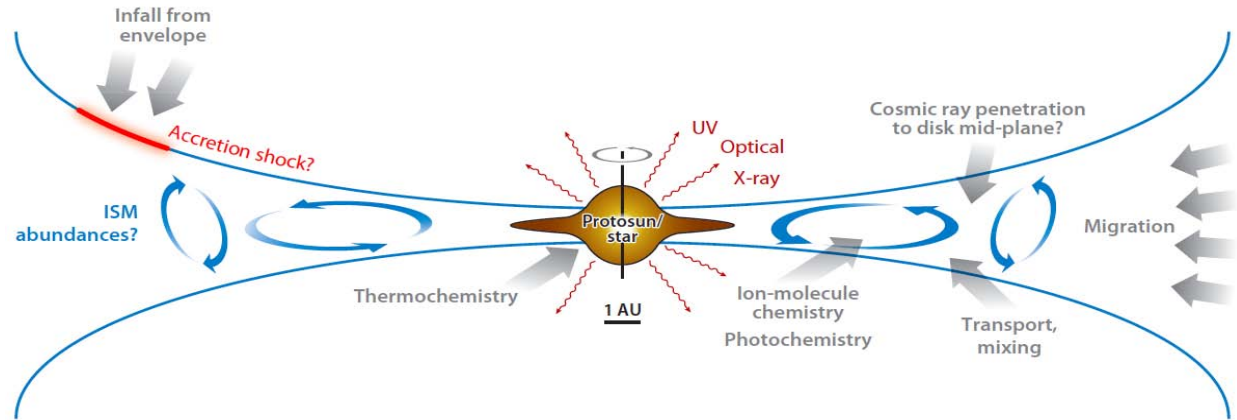 Infall from
envelope
Accretion shock?
UV
Optical
X-ray
Cosmic ray penetration
to disk mid-plane?
ISM
abundances?
Protosun/
star
Migration
Thermochemistry
1 AU
Ion-molecule
chemistry
Photochemistry
Transport,
mixing